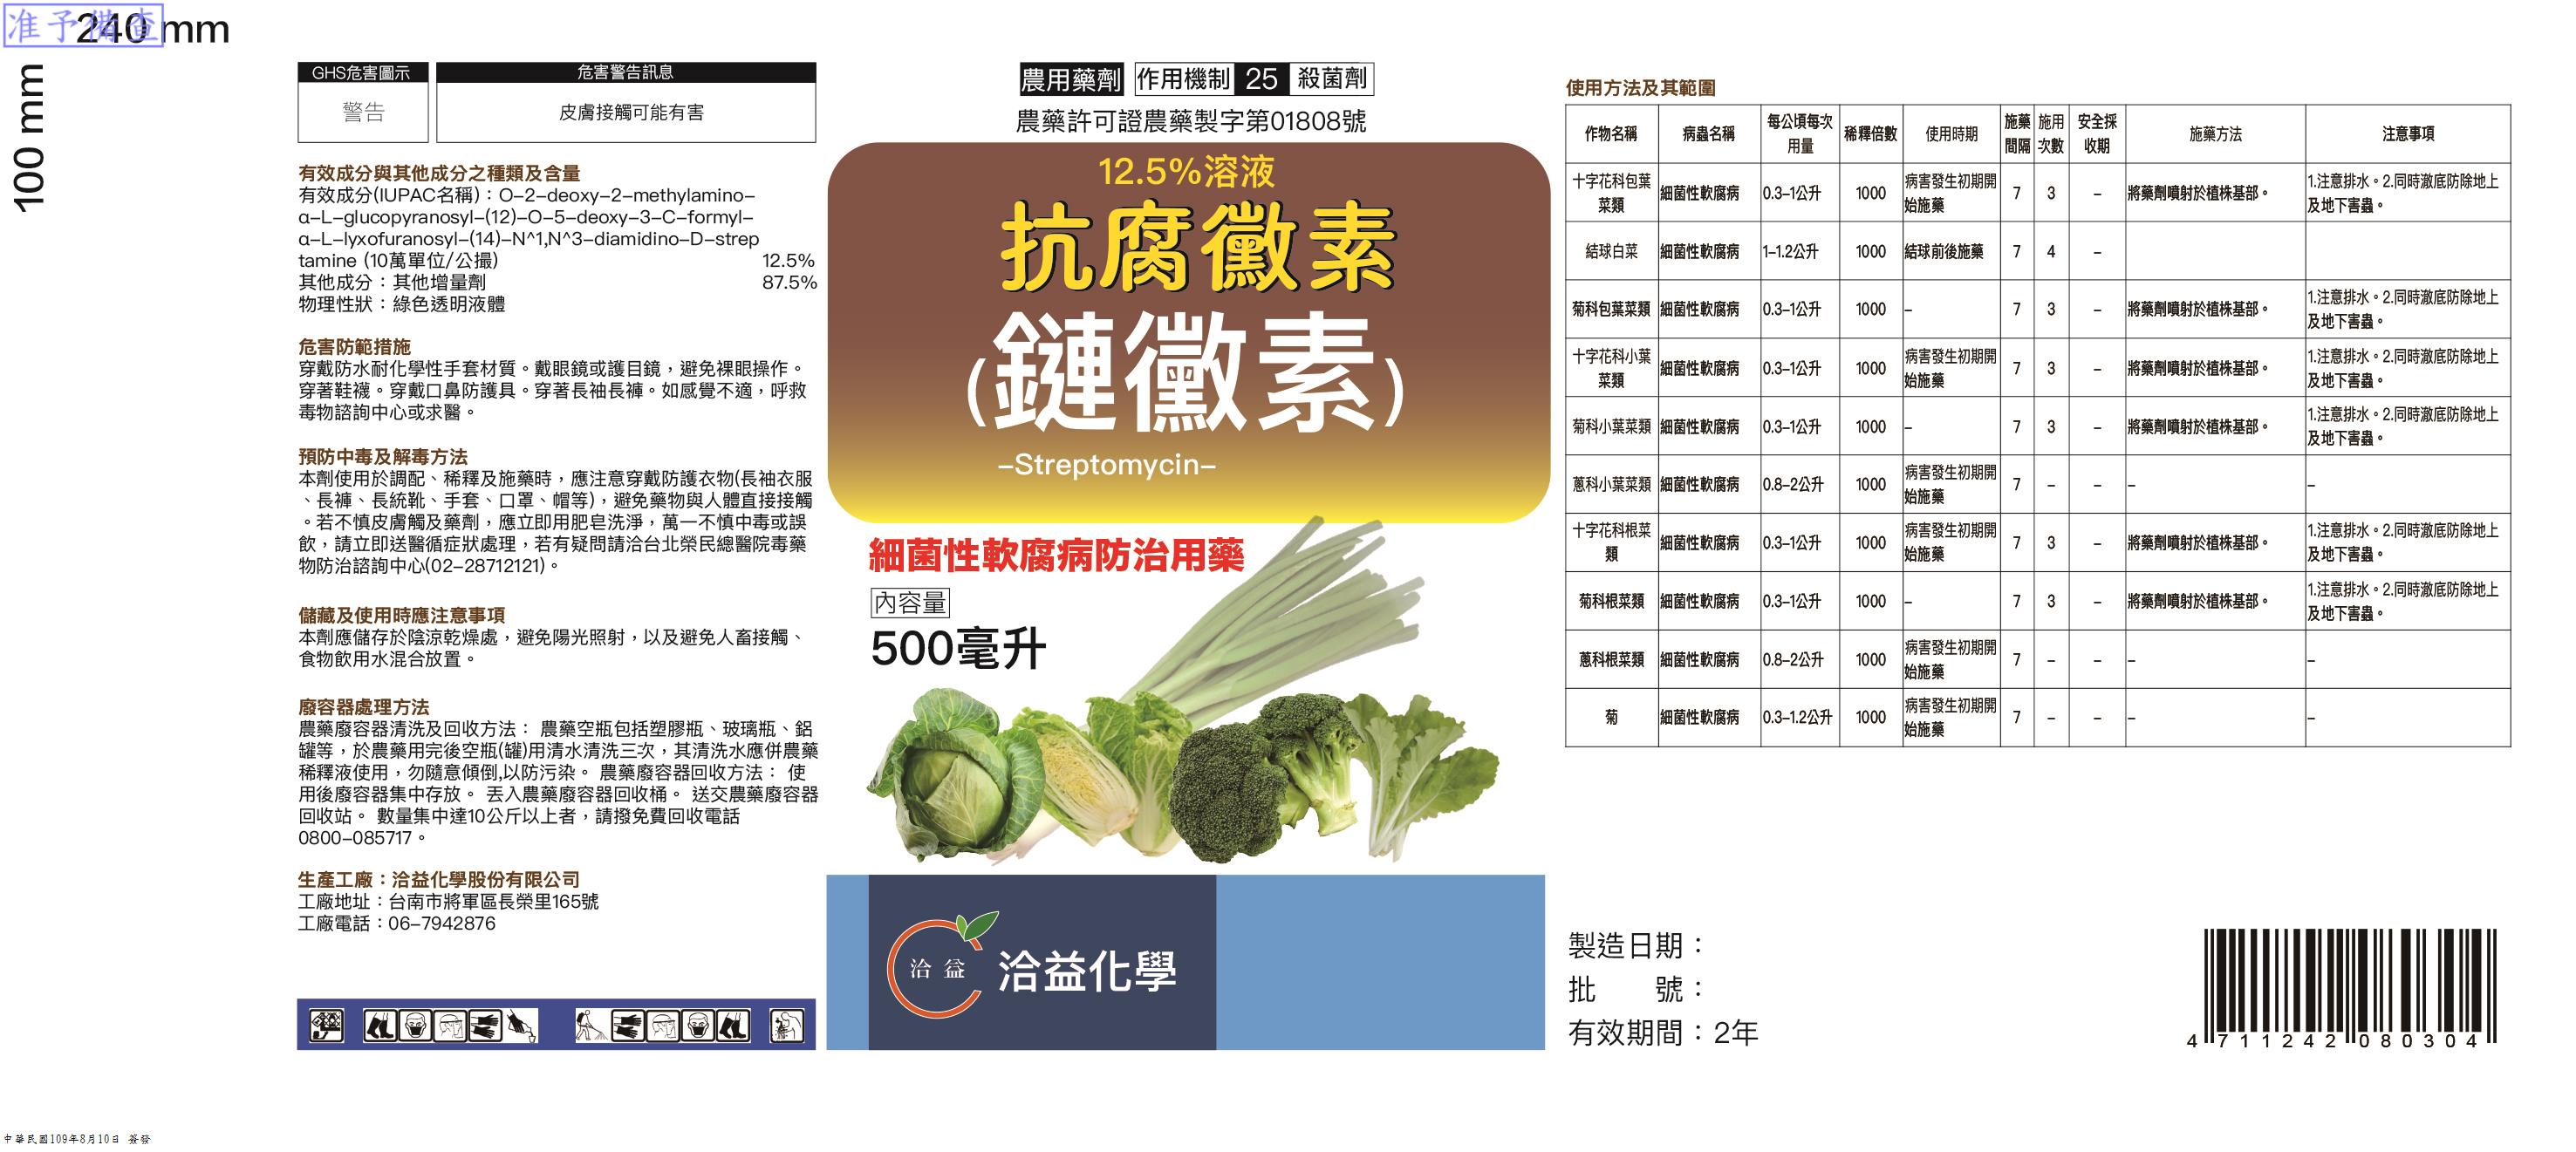 准予備查
240 mm
100 mm
GHS危害圖示 危害警告訊息
警告 皮膚接觸可能有害
有效成分與其他成分之種類及含量
有效成分(IUPAC名稱)：O-2-deoxy-2-methylamino-
α-L-glucopyranosyl-(12)-O-5-deoxy-3-C-formyl-
α-L-lyxofuranosyl-(14)-N^1,N^3-diamidino-D-strep
tamine (10萬單位/公撮) 12.5%
其他成分：其他增量劑 87.5%
物理性狀：綠色透明液體
危害防範措施
穿戴防水耐化學性手套材質。戴眼鏡或護目鏡，避免裸眼操作。
穿著鞋襪。穿戴口鼻防護具。穿著長袖長褲。如感覺不適，呼救
毒物諮詢中心或求醫。
預防中毒及解毒方法
本劑使用於調配、稀釋及施藥時，應注意穿戴防護衣物(長袖衣服
、長褲、長統靴、手套、口罩、帽等)，避免藥物與人體直接接觸
。若不慎皮膚觸及藥劑，應立即用肥皂洗淨，萬一不慎中毒或誤
飲，請立即送醫循症狀處理，若有疑問請洽台北榮民總醫院毒藥
物防治諮詢中心(02-28712121)。
儲藏及使用時應注意事項
本劑應儲存於陰涼乾燥處，避免陽光照射，以及避免人畜接觸、
食物飲用水混合放置。
廢容器處理方法
農藥廢容器清洗及回收方法： 農藥空瓶包括塑膠瓶、玻璃瓶、鋁
罐等，於農藥用完後空瓶(罐)用清水清洗三次，其清洗水應併農藥
稀釋液使用，勿隨意傾倒,以防污染。 農藥廢容器回收方法： 使
用後廢容器集中存放。 丟入農藥廢容器回收桶。 送交農藥廢容器
回收站。 數量集中達10公斤以上者，請撥免費回收電話
0800-085717。
生產工廠：洽益化學股份有限公司
工廠地址：台南市將軍區長榮里165號
工廠電話：06-7942876
農用藥劑 作用機制 25 殺菌劑
農藥許可證農藥製字第01808號
12.5%溶液
抗腐黴素
(鏈黴素)
-Streptomycin-
細菌性軟腐病防治用藥
內容量
500毫升
洽益 洽益化學
使用方法及其範圍
作物名稱 病蟲名稱 每公頃每次用量 稀釋倍數 使用時期 施藥間隔 施用次數 安全採收期 施藥方法 注意事項
十字花科包葉菜類 細菌性軟腐病 0.3-1公升 1000 病害發生初期開始施藥 7 3 - 將藥劑噴射於植株基部。 1.注意排水。2.同時澈底防除地上及地下害蟲。
結球白菜 細菌性軟腐病 1-1.2公升 1000 結球前後施藥 7 4 -
菊科包葉菜類 細菌性軟腐病 0.3-1公升 1000 - 7 3 - 將藥劑噴射於植株基部。 1.注意排水。2.同時澈底防除地上及地下害蟲。
十字花科小葉菜類 細菌性軟腐病 0.3-1公升 1000 病害發生初期開始施藥 7 3 - 將藥劑噴射於植株基部。 1.注意排水。2.同時澈底防除地上及地下害蟲。
菊科小葉菜類 細菌性軟腐病 0.3-1公升 1000 - 7 3 - 將藥劑噴射於植株基部。 1.注意排水。2.同時澈底防除地上及地下害蟲。
蔥科小葉菜類 細菌性軟腐病 0.8-2公升 1000 病害發生初期開始施藥 7 - - - -
十字花科根菜類 細菌性軟腐病 0.3-1公升 1000 病害發生初期開始施藥 7 3 - 將藥劑噴射於植株基部。 1.注意排水。2.同時澈底防除地上及地下害蟲。
菊科根菜類 細菌性軟腐病 0.3-1公升 1000 - 7 3 - 將藥劑噴射於植株基部。 1.注意排水。2.同時澈底防除地上及地下害蟲。
蔥科根菜類 細菌性軟腐病 0.8-2公升 1000 病害發生初期開始施藥 7 - - - -
菊 細菌性軟腐病 0.3-1.2公升 1000 病害發生初期開始施藥 7 - - - -
製造日期：
批 號：
有效期間：2年
4 711242 080304
中華民國109年8月10日 簽發